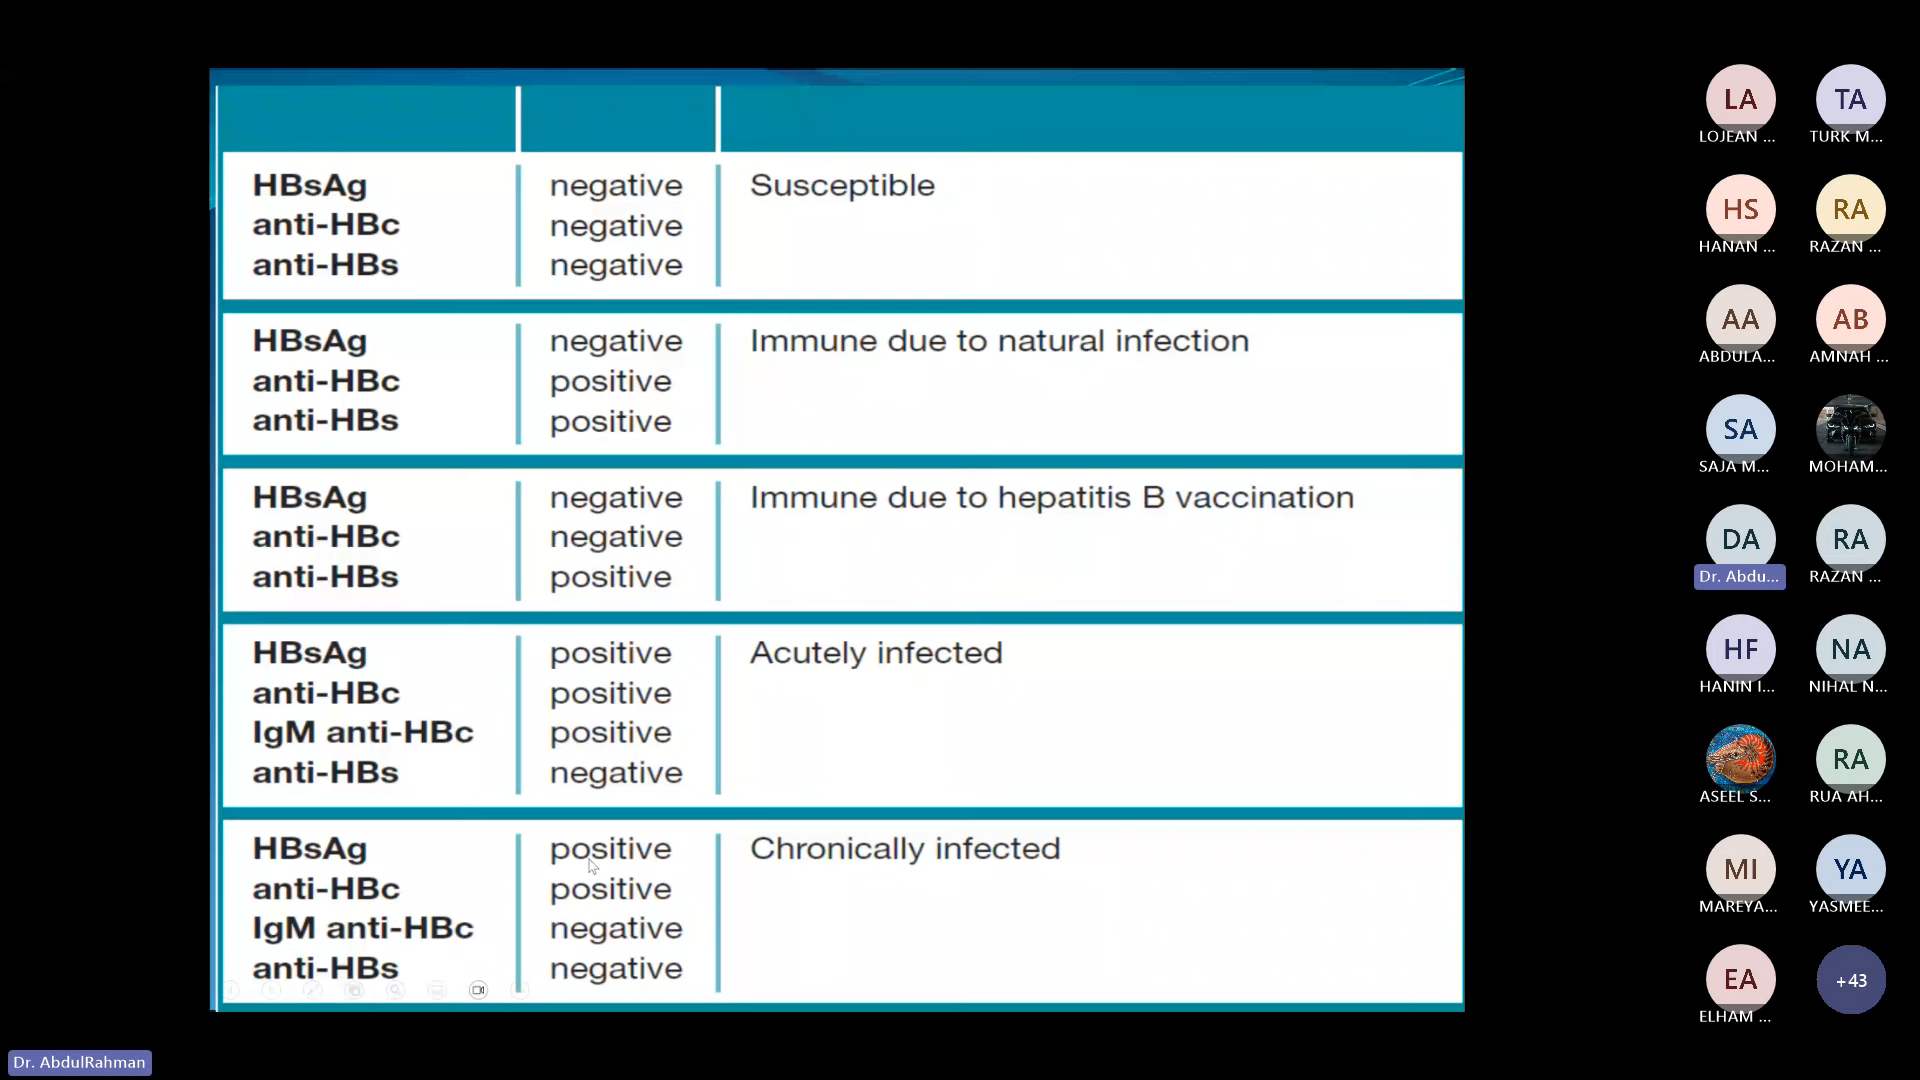 HBsAg negative Susceptible
anti-HBc negative
anti-HBs negative
HBsAg negative Immune due to natural infection
anti-HBc positive
anti-HBs positive
HBsAg negative Immune due to hepatitis B vaccination
anti-HBc negative
anti-HBs positive
HBsAg positive Acutely infected
anti-HBc positive
IgM anti-HBc positive
anti-HBs negative
HBsAg positive Chronically infected
anti-HBc positive
IgM anti-HBc negative
anti-HBs negative
LA TA
LOJEAN ... TURK M...
HS RA
HANAN ... RAZAN ...
AA AB
ABDULA... AMNAH ...
SA
SAJA M... MOHAM...
DA RA
Dr. Abdu... RAZAN ...
HF NA
HANIN I... NIHAL N...
RA
ASEEL S... RUA AH...
MI YA
MAREYA... YASMEE...
EA +43
ELHAM ...
Dr. AbdulRahman